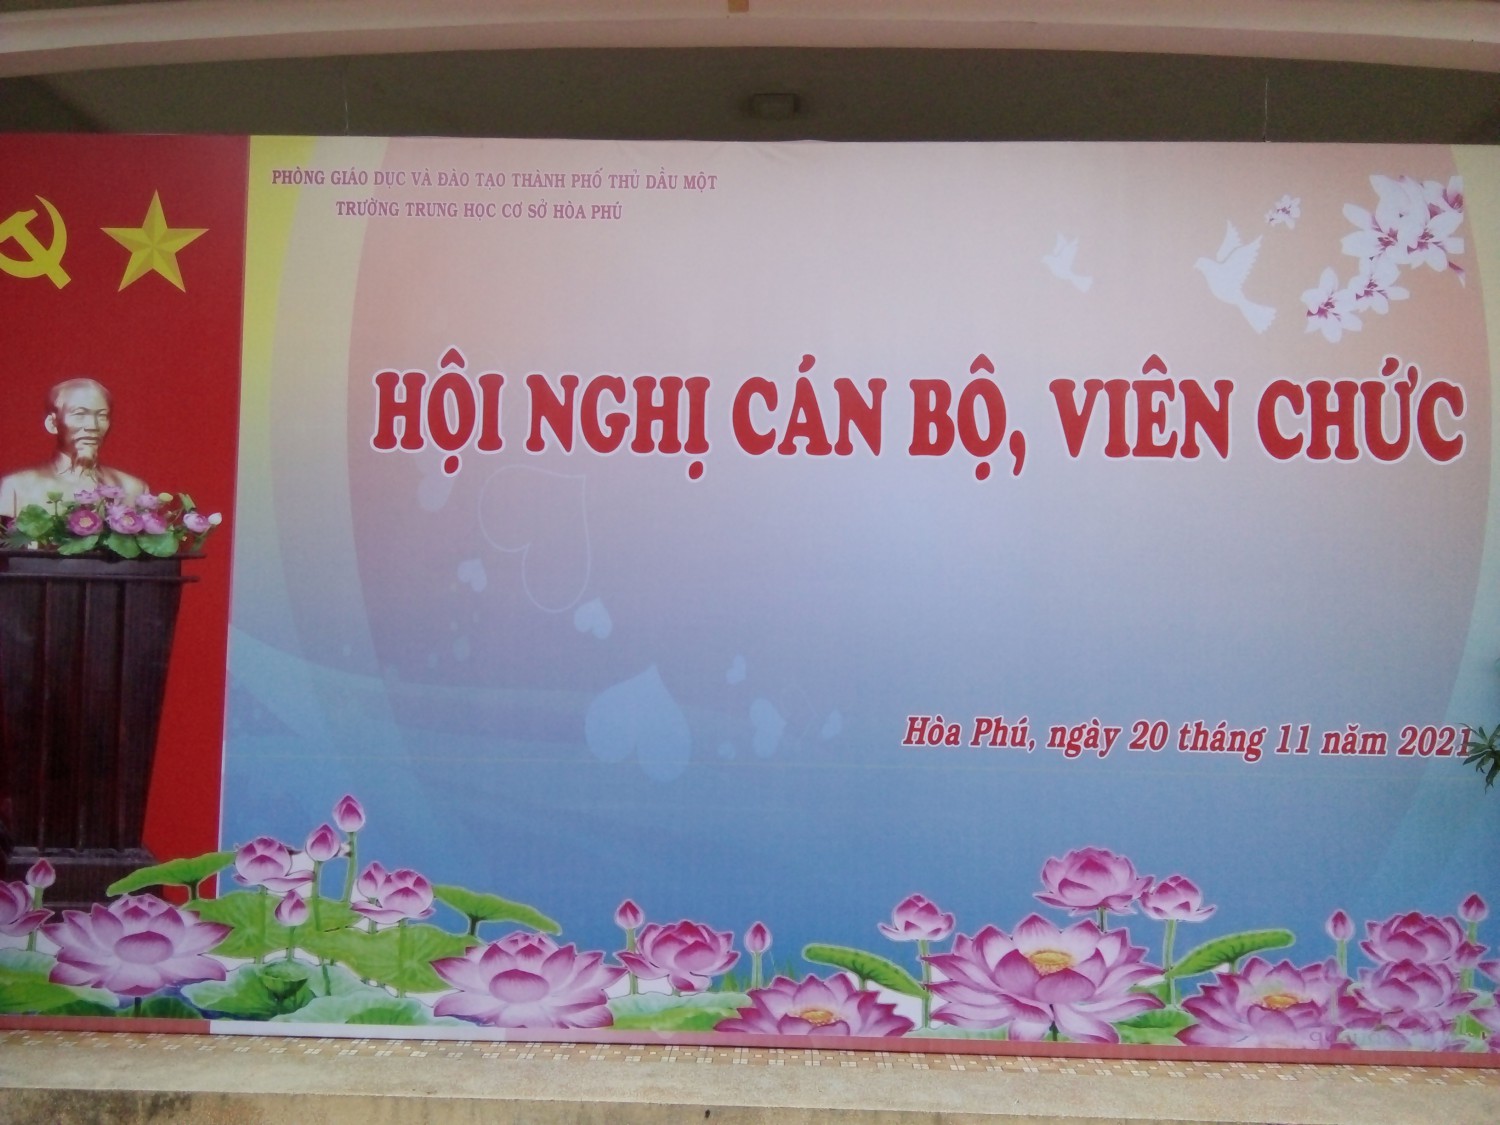 PHÒNG GIÁO DỤC VÀ ĐÀO TAO THÀNH PHỐ THỦ DẦU MỘT
TRƯỜNG TRUNG HỌC CƠ SỞ HÒA PHÚ
HỘI NGHỊ CÁN BỘ, VIÊN CHỨC
Hòa Phú, ngày 20 tháng 11 năm 2021